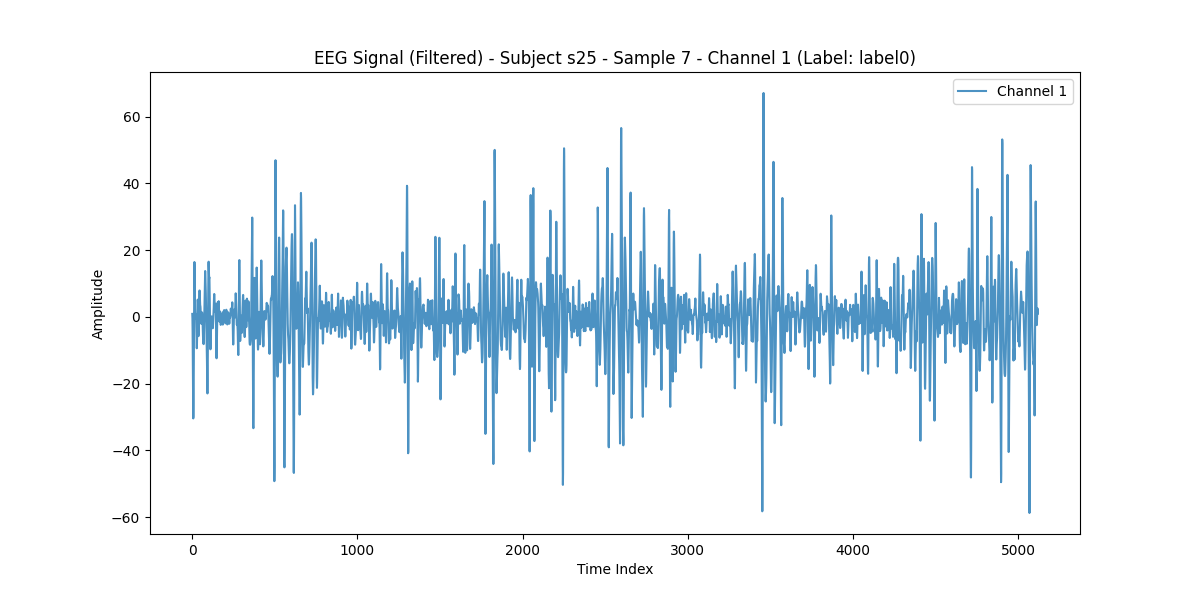 EEG Signal (Filtered) - Subject s25 - Sample 7 - Channel 1 (Label: label0)
Channel 1
60
40
20
0
−20
−40
−60
Amplitude
0 1000 2000 3000 4000 5000
Time Index